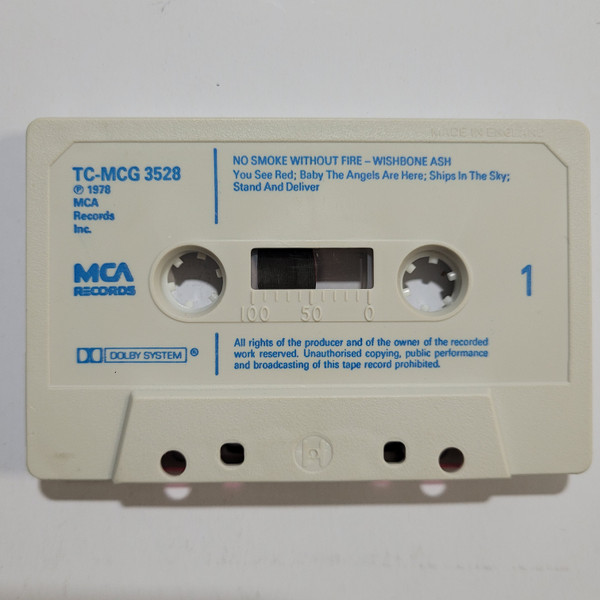 MADE IN ENGLAND
TC-MCG 3528
℗ 1978
MCA
Records
Inc.
NO SMOKE WITHOUT FIRE – WISHBONE ASH
You See Red; Baby The Angels Are Here; Ships In The Sky;
Stand And Deliver
MCA
RECORDS
1
100 50 0
DOLBY SYSTEM ®
All rights of the producer and of the owner of the recorded
work reserved. Unauthorised copying, public performance
and broadcasting of this tape record prohibited.